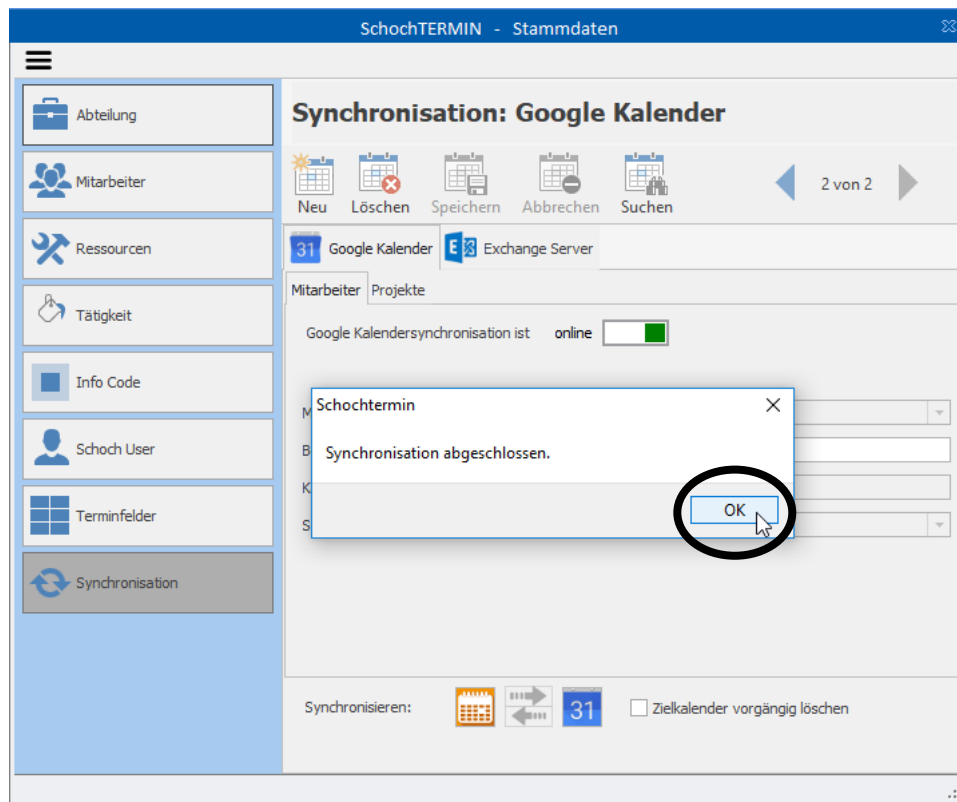 SchochTERMIN - Stammdaten
Abteilung
Mitarbeiter
Ressourcen
Tätigkeit
Info Code
Schoch User
Terminfelder
Synchronisation
Synchronisation: Google Kalender
Neu Löschen Speichern Abbrechen Suchen 2 von 2
31 Google Kalender E Exchange Server
Mitarbeiter Projekte
Google Kalendersynchronisation ist online
Schochtermin
Synchronisation abgeschlossen.
OK
M
B
K
S
Synchronisieren: 31 Zielkalender vorgängig löschen